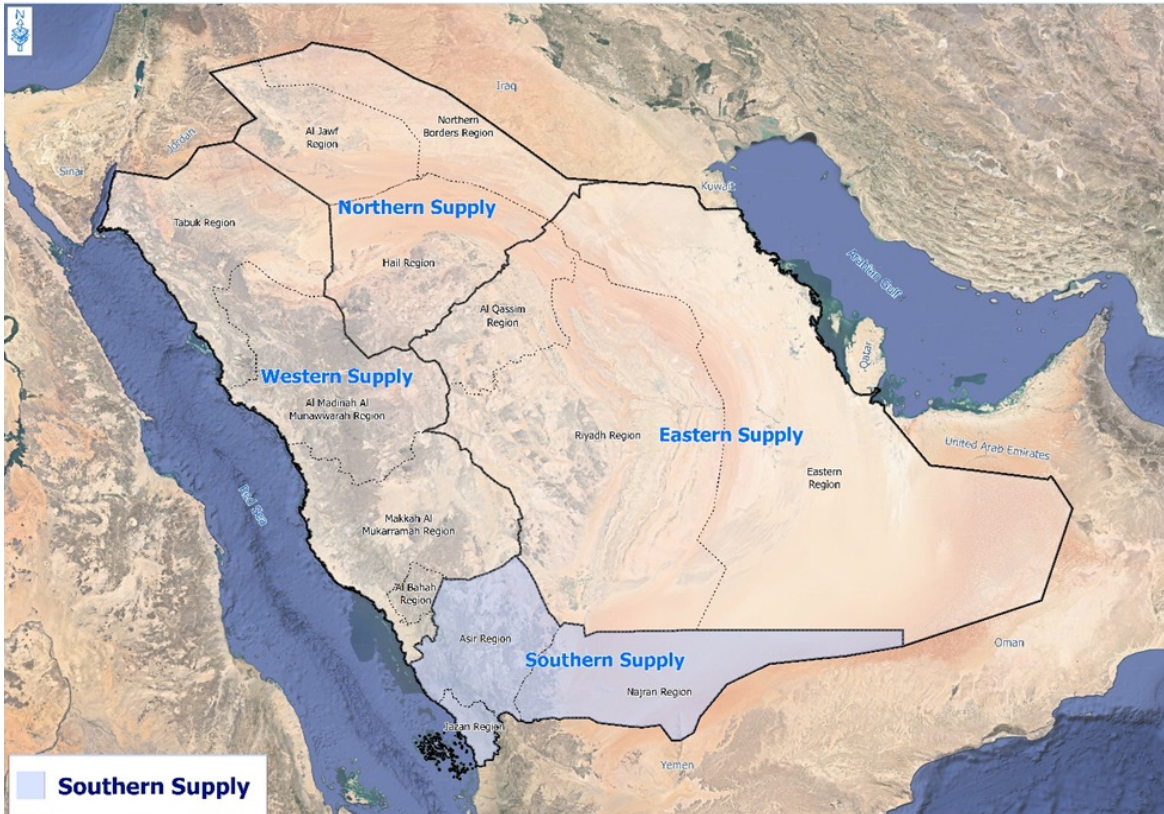 N
Iraq
Northern
Borders Region
Al Jawf
Region
Jordan
Sinai
Kuwait
Northern Supply
Tabuk Region
Hail Region
Arabian Gulf
Al Qassim
Region
Qatar
Western Supply
Al Madinah Al
Munawwarah Region
Riyadh Region
Eastern Supply
United Arab Emirates
Eastern
Region
Red Sea
Makkah Al
Mukarramah Region
Al Bahah
Region
Asir Region
Oman
Southern Supply
Najran Region
Jazan Region
Yemen
Southern Supply